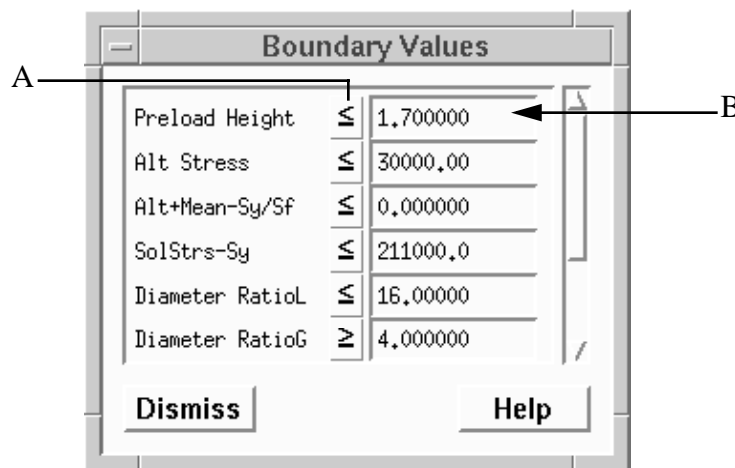 Boundary Values
A
B
Preload Height ≤ 1.700000
Alt Stress ≤ 30000.00
Alt+Mean-Sy/Sf ≤ 0.000000
SolStrs-Sy ≤ 211000.0
Diameter RatioL ≤ 16.00000
Diameter RatioG ≥ 4.000000
Dismiss Help